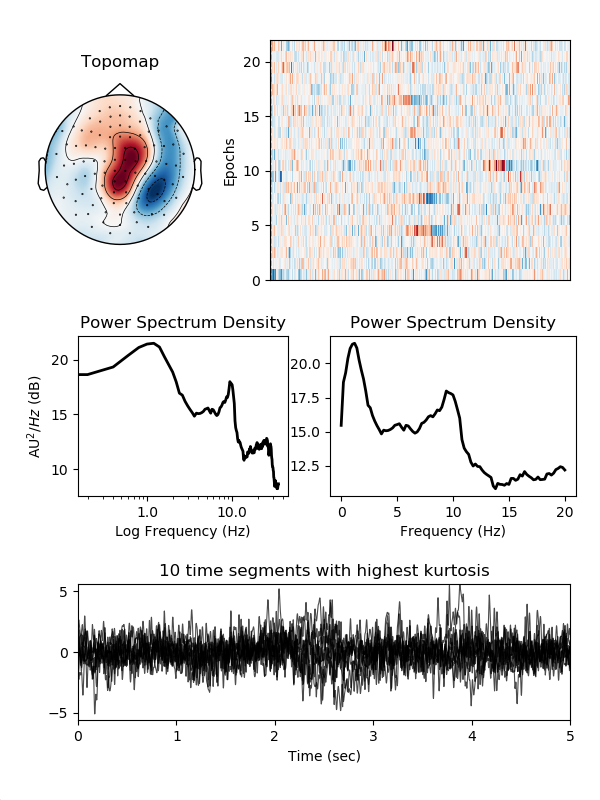 Topomap
20
15
10
5
0
Epochs
Power Spectrum Density
20
15
10
AU²/Hz (dB)
1.0 10.0
Log Frequency (Hz)
Power Spectrum Density
20.0
17.5
15.0
12.5
0 5 10 15 20
Frequency (Hz)
10 time segments with highest kurtosis
5
0
−5
0 1 2 3 4 5
Time (sec)